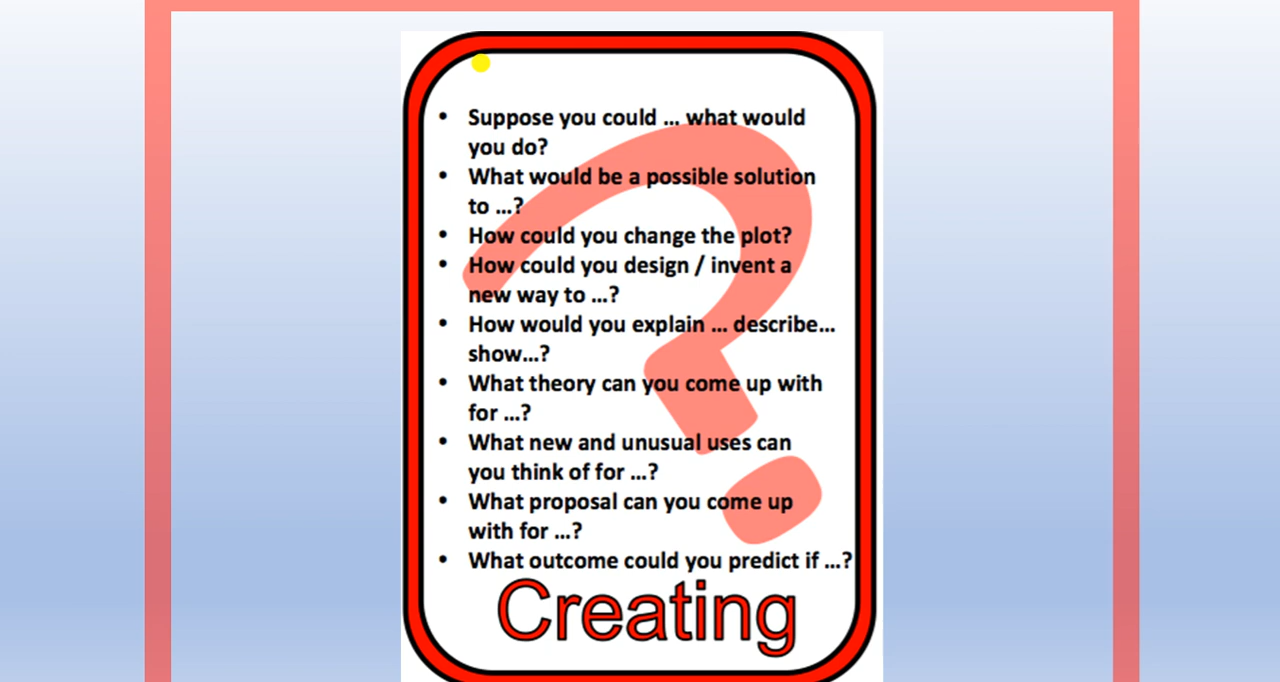 • Suppose you could ... what would
you do?
• What would be a possible solution
to ...?
• How could you change the plot?
• How could you design / invent a
new way to ...?
• How would you explain ... describe...
show...?
• What theory can you come up with
for ...?
• What new and unusual uses can
you think of for ...?
• What proposal can you come up
with for ...?
• What outcome could you predict if ...?
Creating